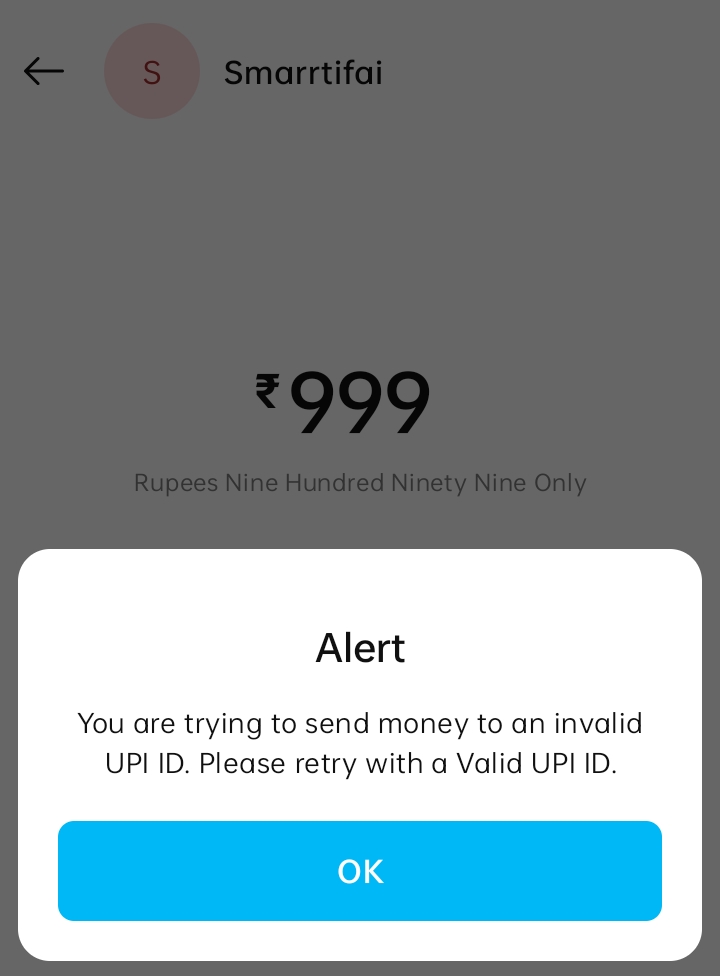 S
Smarrtifai
₹999
Rupees Nine Hundred Ninety Nine Only
Alert
You are trying to send money to an invalid
UPI ID. Please retry with a Valid UPI ID.
OK